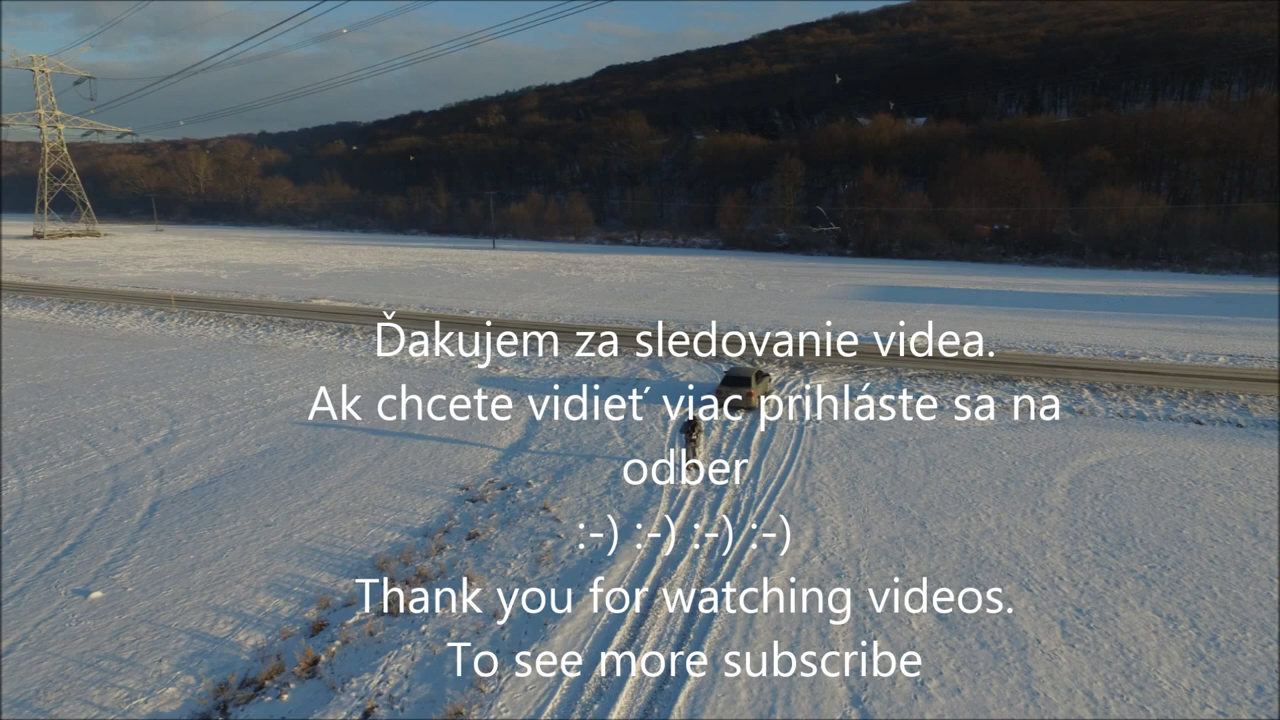 Ďakujem za sledovanie videa.
Ak chcete vidieť viac prihláste sa na
odber
:-) :-) :-) :-)
Thank you for watching videos.
To see more subscribe